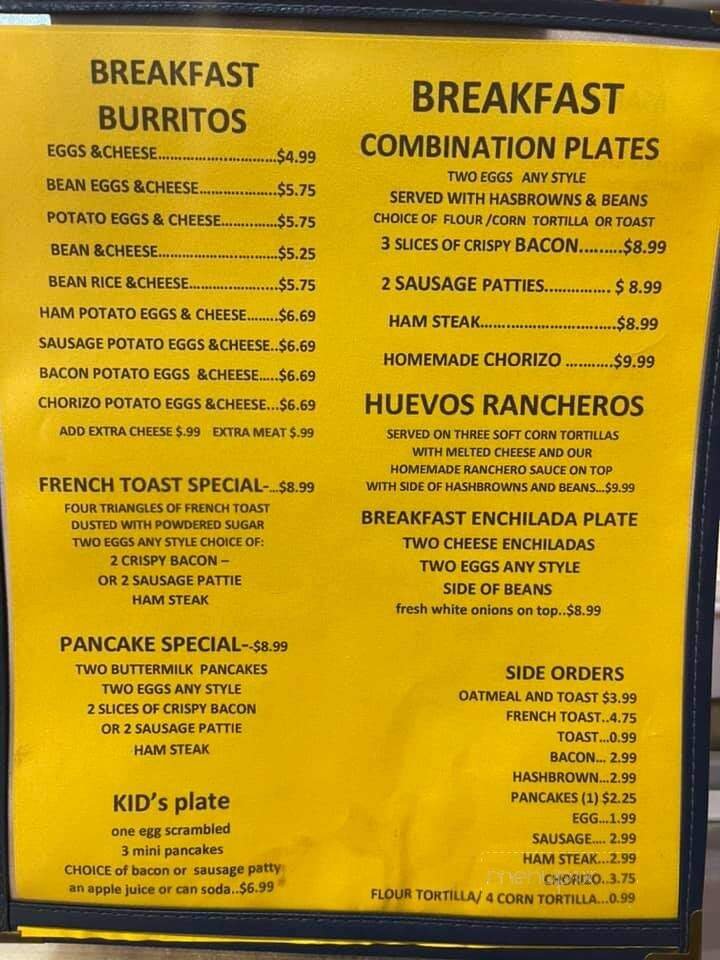 BREAKFAST
BURRITOS
EGGS &CHEESE.............................$4.99
BEAN EGGS &CHEESE...................$5.75
POTATO EGGS & CHEESE..............$5.75
BEAN &CHEESE.............................$5.25
BEAN RICE &CHEESE.....................$5.75
HAM POTATO EGGS & CHEESE........$6.69
SAUSAGE POTATO EGGS &CHEESE..$6.69
BACON POTATO EGGS &CHEESE.....$6.69
CHORIZO POTATO EGGS &CHEESE...$6.69
ADD EXTRA CHEESE $.99 EXTRA MEAT $.99
FRENCH TOAST SPECIAL-...$8.99
FOUR TRIANGLES OF FRENCH TOAST
DUSTED WITH POWDERED SUGAR
TWO EGGS ANY STYLE CHOICE OF:
2 CRISPY BACON –
OR 2 SAUSAGE PATTIE
HAM STEAK
PANCAKE SPECIAL--$8.99
TWO BUTTERMILK PANCAKES
TWO EGGS ANY STYLE
2 SLICES OF CRISPY BACON
OR 2 SAUSAGE PATTIE
HAM STEAK
KID's plate
one egg scrambled
3 mini pancakes
CHOICE of bacon or sausage patty
an apple juice or can soda..$6.99
BREAKFAST
COMBINATION PLATES
TWO EGGS ANY STYLE
SERVED WITH HASBROWNS & BEANS
CHOICE OF FLOUR /CORN TORTILLA OR TOAST
3 SLICES OF CRISPY BACON.........$8.99
2 SAUSAGE PATTIES............... $ 8.99
HAM STEAK.................................$8.99
HOMEMADE CHORIZO ...........$9.99
HUEVOS RANCHEROS
SERVED ON THREE SOFT CORN TORTILLAS
WITH MELTED CHEESE AND OUR
HOMEMADE RANCHERO SAUCE ON TOP
WITH SIDE OF HASHBROWNS AND BEANS...$9.99
BREAKFAST ENCHILADA PLATE
TWO CHEESE ENCHILADAS
TWO EGGS ANY STYLE
SIDE OF BEANS
fresh white onions on top..$8.99
SIDE ORDERS
OATMEAL AND TOAST $3.99
FRENCH TOAST..4.75
TOAST...0.99
BACON... 2.99
HASHBROWN...2.99
PANCAKES (1) $2.25
EGG...1.99
SAUSAGE.... 2.99
HAM STEAK...2.99
CHORIZO..3.75
FLOUR TORTILLA/ 4 CORN TORTILLA...0.99